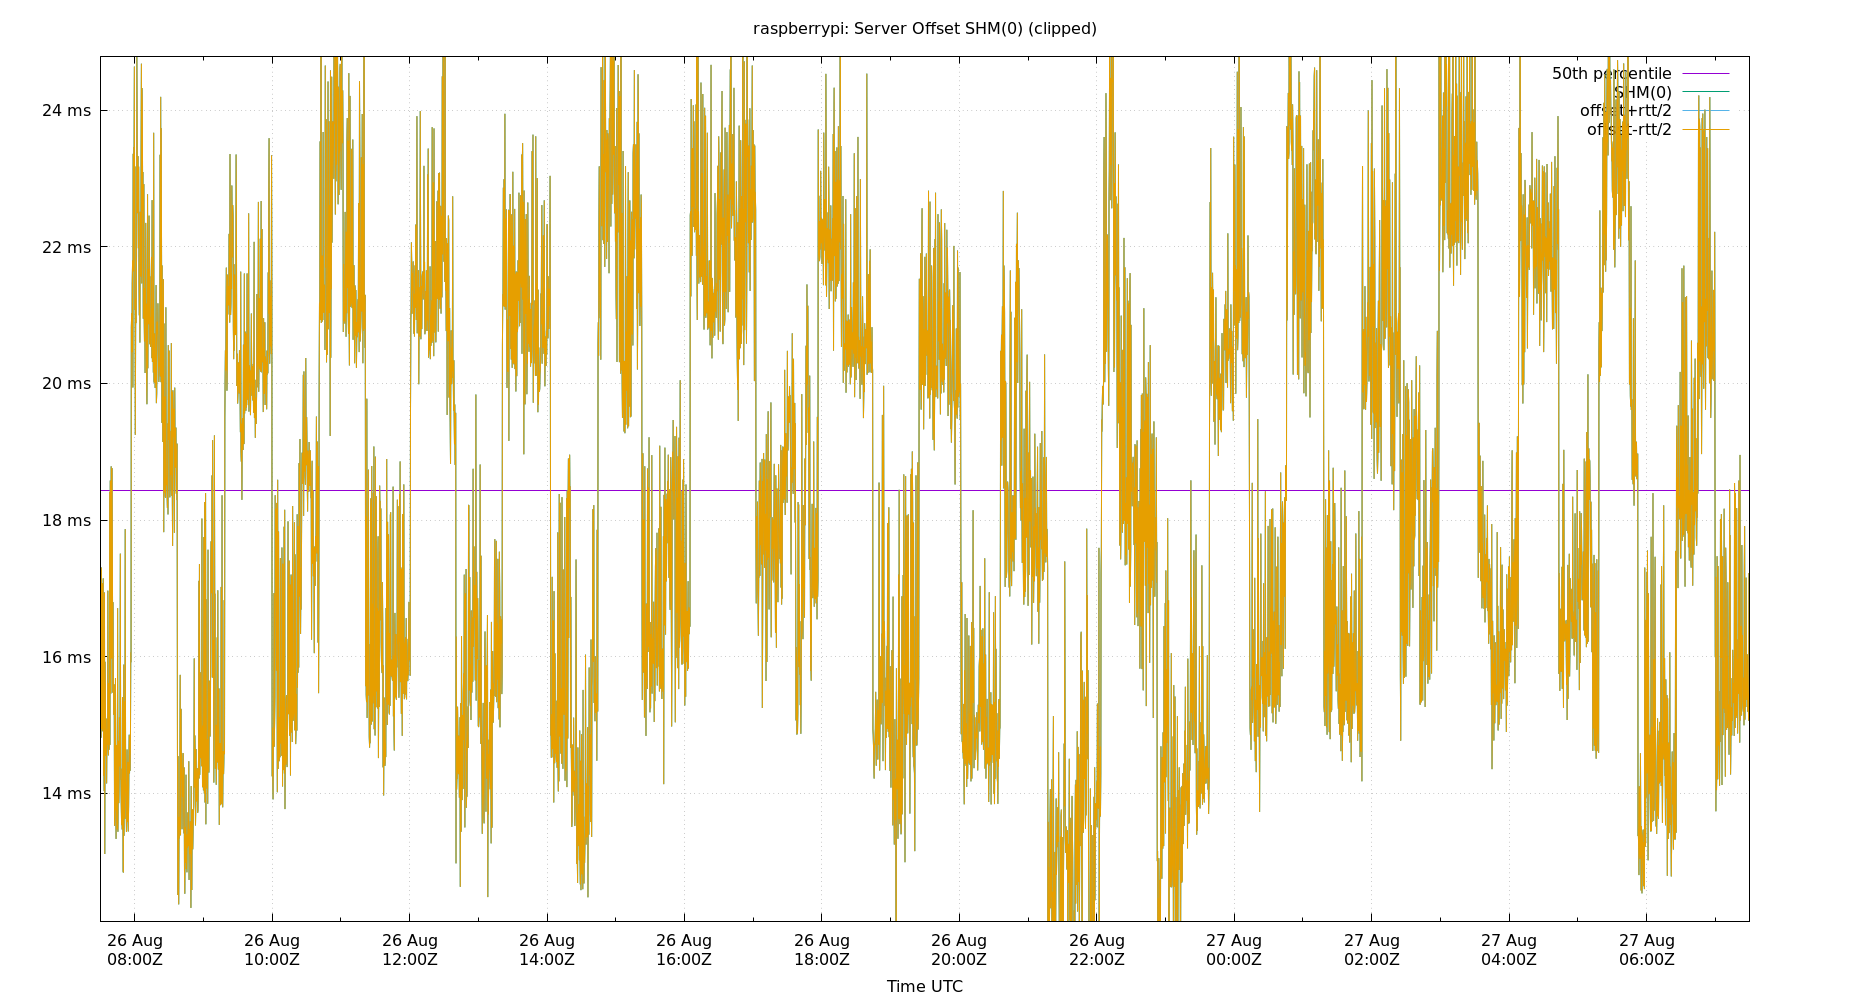 raspberrypi: Server Offset SHM(0) (clipped)
50th percentile
SHM(0)
offset+rtt/2
offset-rtt/2
24 ms
22 ms
20 ms
18 ms
16 ms
14 ms
26 Aug 26 Aug 26 Aug 26 Aug 26 Aug 26 Aug 26 Aug 26 Aug 27 Aug 27 Aug 27 Aug 27 Aug
08:00Z 10:00Z 12:00Z 14:00Z 16:00Z 18:00Z 20:00Z 22:00Z 00:00Z 02:00Z 04:00Z 06:00Z
Time UTC